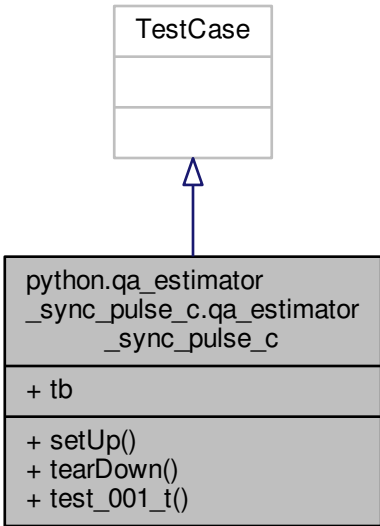 TestCase
python.qa_estimator
_sync_pulse_c.qa_estimator
_sync_pulse_c
+ tb
+ setUp()
+ tearDown()
+ test_001_t()